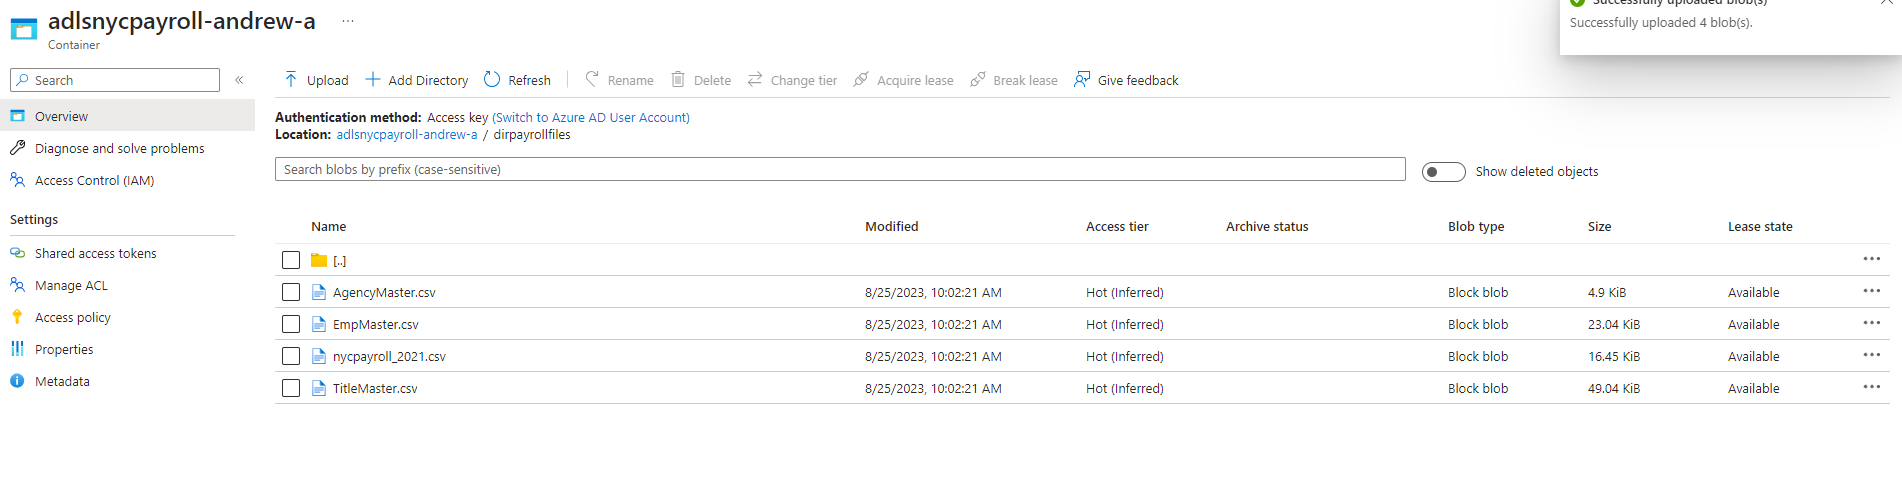 adlsnycpayroll-andrew-a ...
Container
Successfully uploaded blob(s)
Successfully uploaded 4 blob(s).
Search
«
Upload Add Directory Refresh Rename Delete Change tier Acquire lease Break lease Give feedback
Overview
Diagnose and solve problems
Access Control (IAM)
Settings
Shared access tokens
Manage ACL
Access policy
Properties
Metadata
Authentication method: Access key (Switch to Azure AD User Account)
Location: adlsnycpayroll-andrew-a / dirpayrollfiles
Search blobs by prefix (case-sensitive)
Show deleted objects
Name Modified Access tier Archive status Blob type Size Lease state
[..] ...
AgencyMaster.csv 8/25/2023, 10:02:21 AM Hot (Inferred) Block blob 4.9 KiB Available ...
EmpMaster.csv 8/25/2023, 10:02:21 AM Hot (Inferred) Block blob 23.04 KiB Available ...
nycpayroll_2021.csv 8/25/2023, 10:02:21 AM Hot (Inferred) Block blob 16.45 KiB Available ...
TitleMaster.csv 8/25/2023, 10:02:21 AM Hot (Inferred) Block blob 49.04 KiB Available ...